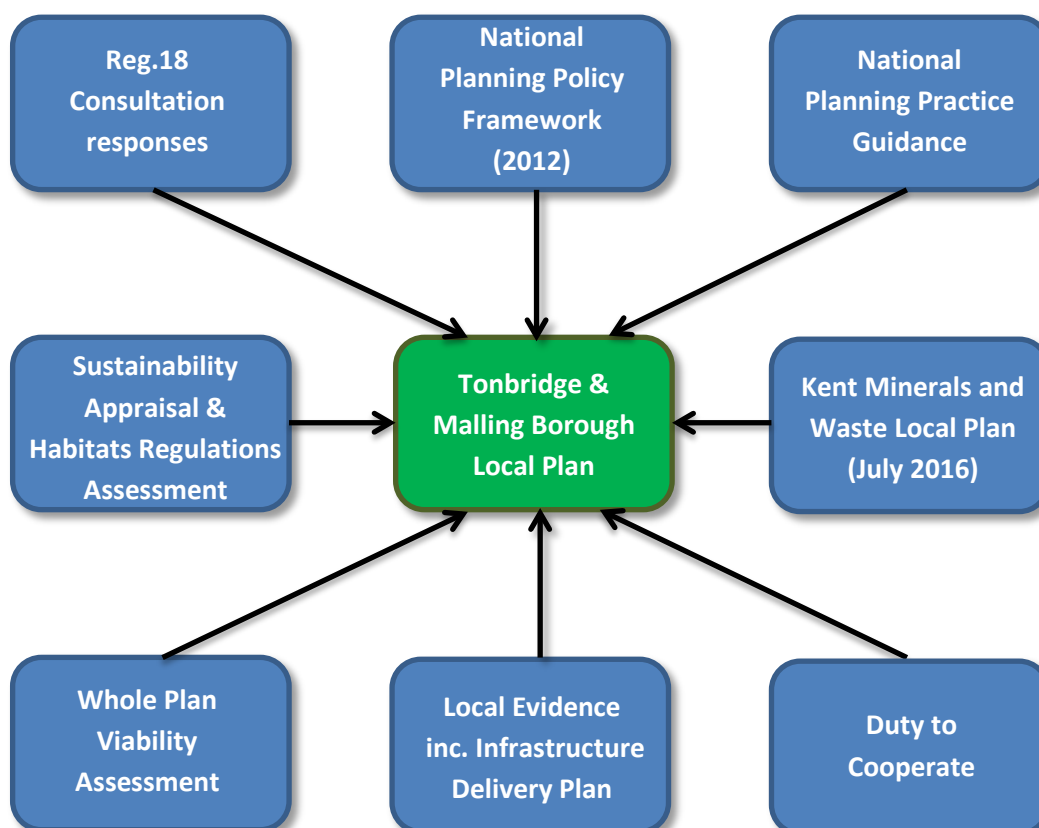 Reg.18
Consultation
responses
National
Planning Policy
Framework
(2012)
National
Planning Practice
Guidance
Sustainability
Appraisal &
Habitats Regulations
Assessment
Tonbridge &
Malling Borough
Local Plan
Kent Minerals and
Waste Local Plan
(July 2016)
Whole Plan
Viability
Assessment
Local Evidence
inc. Infrastructure
Delivery Plan
Duty to
Cooperate